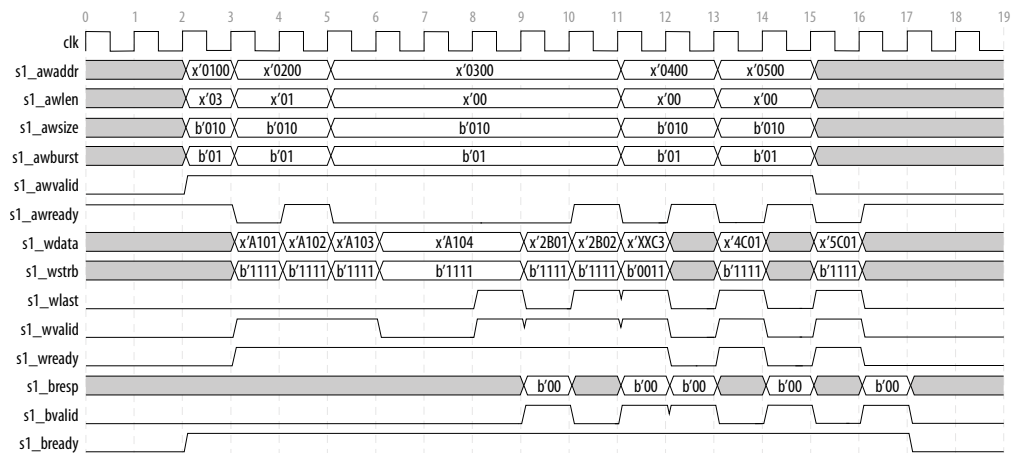 0 1 2 3 4 5 6 7 8 9 10 11 12 13 14 15 16 17 18 19
clk
s1_awaddr x’0100 x’0200 x’0300 x’0400 x’0500
s1_awlen x’03 x’01 x’00 x’00 x’00
s1_awsize b’010 b’010 b’010 b’010 b’010
s1_awburst b’01 b’01 b’01 b’01 b’01
s1_awvalid
s1_awready
s1_wdata x’A101 x’A102 x’A103 x’A104 x’2B01 x’2B02 x’XXC3 x’4C01 x’5C01
s1_wstrb b’1111 b’1111 b’1111 b’1111 b’1111 b’1111 b’0011 b’1111 b’1111
s1_wlast
s1_wvalid
s1_wready
s1_bresp b’00 b’00 b’00 b’00 b’00
s1_bvalid
s1_bready